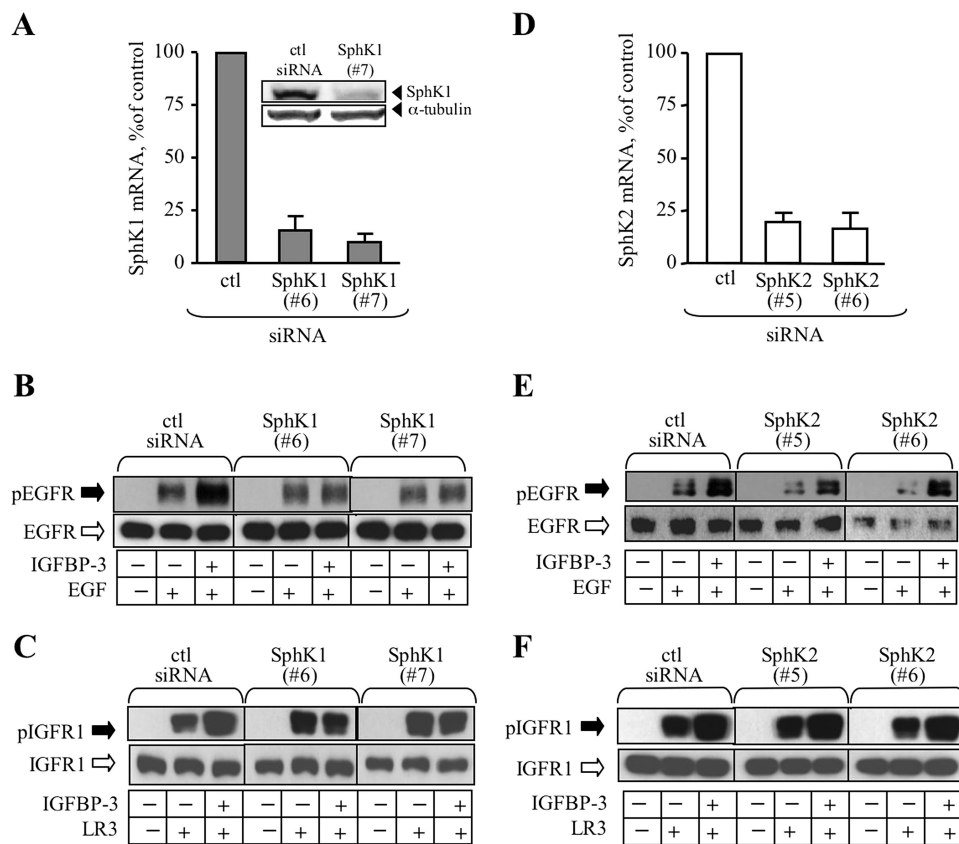 A
SphK1 mRNA, %of control
100
75
50
25
0
ctl
siRNA
SphK1
(#7)
SphK1
α-tubulin
ctl
SphK1
(#6)
SphK1
(#7)
siRNA
D
SphK2 mRNA, %of control
100
75
50
25
0
ctl
SphK2
(#5)
SphK2
(#6)
siRNA
B
ctl
siRNA
SphK1
(#6)
SphK1
(#7)
pEGFR
EGFR
IGFBP-3 − − + − − + − − +
EGF − + + − + + − + +
E
ctl
siRNA
SphK2
(#5)
SphK2
(#6)
pEGFR
EGFR
IGFBP-3 − − + − − + − − +
EGF − + + − + + − + +
C
ctl
siRNA
SphK1
(#6)
SphK1
(#7)
pIGFR1
IGFR1
IGFBP-3 − − + − − + − − +
LR3 − + + − + + − + +
F
ctl
siRNA
SphK2
(#5)
SphK2
(#6)
pIGFR1
IGFR1
IGFBP-3 − − + − − + − − +
LR3 − + + − + + − + +